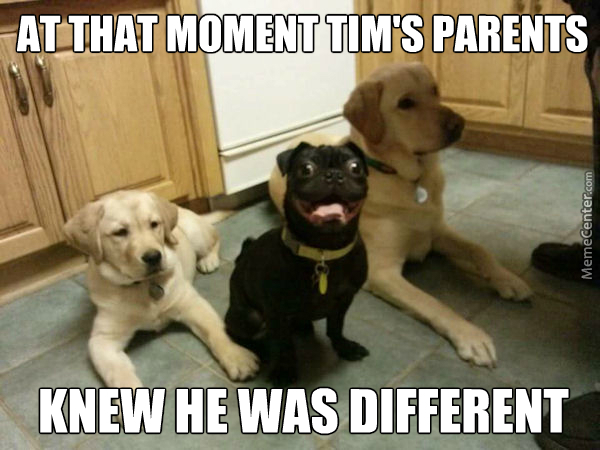 AT THAT MOMENT TIM'S PARENTS
KNEW HE WAS DIFFERENT
MemeCenter.com